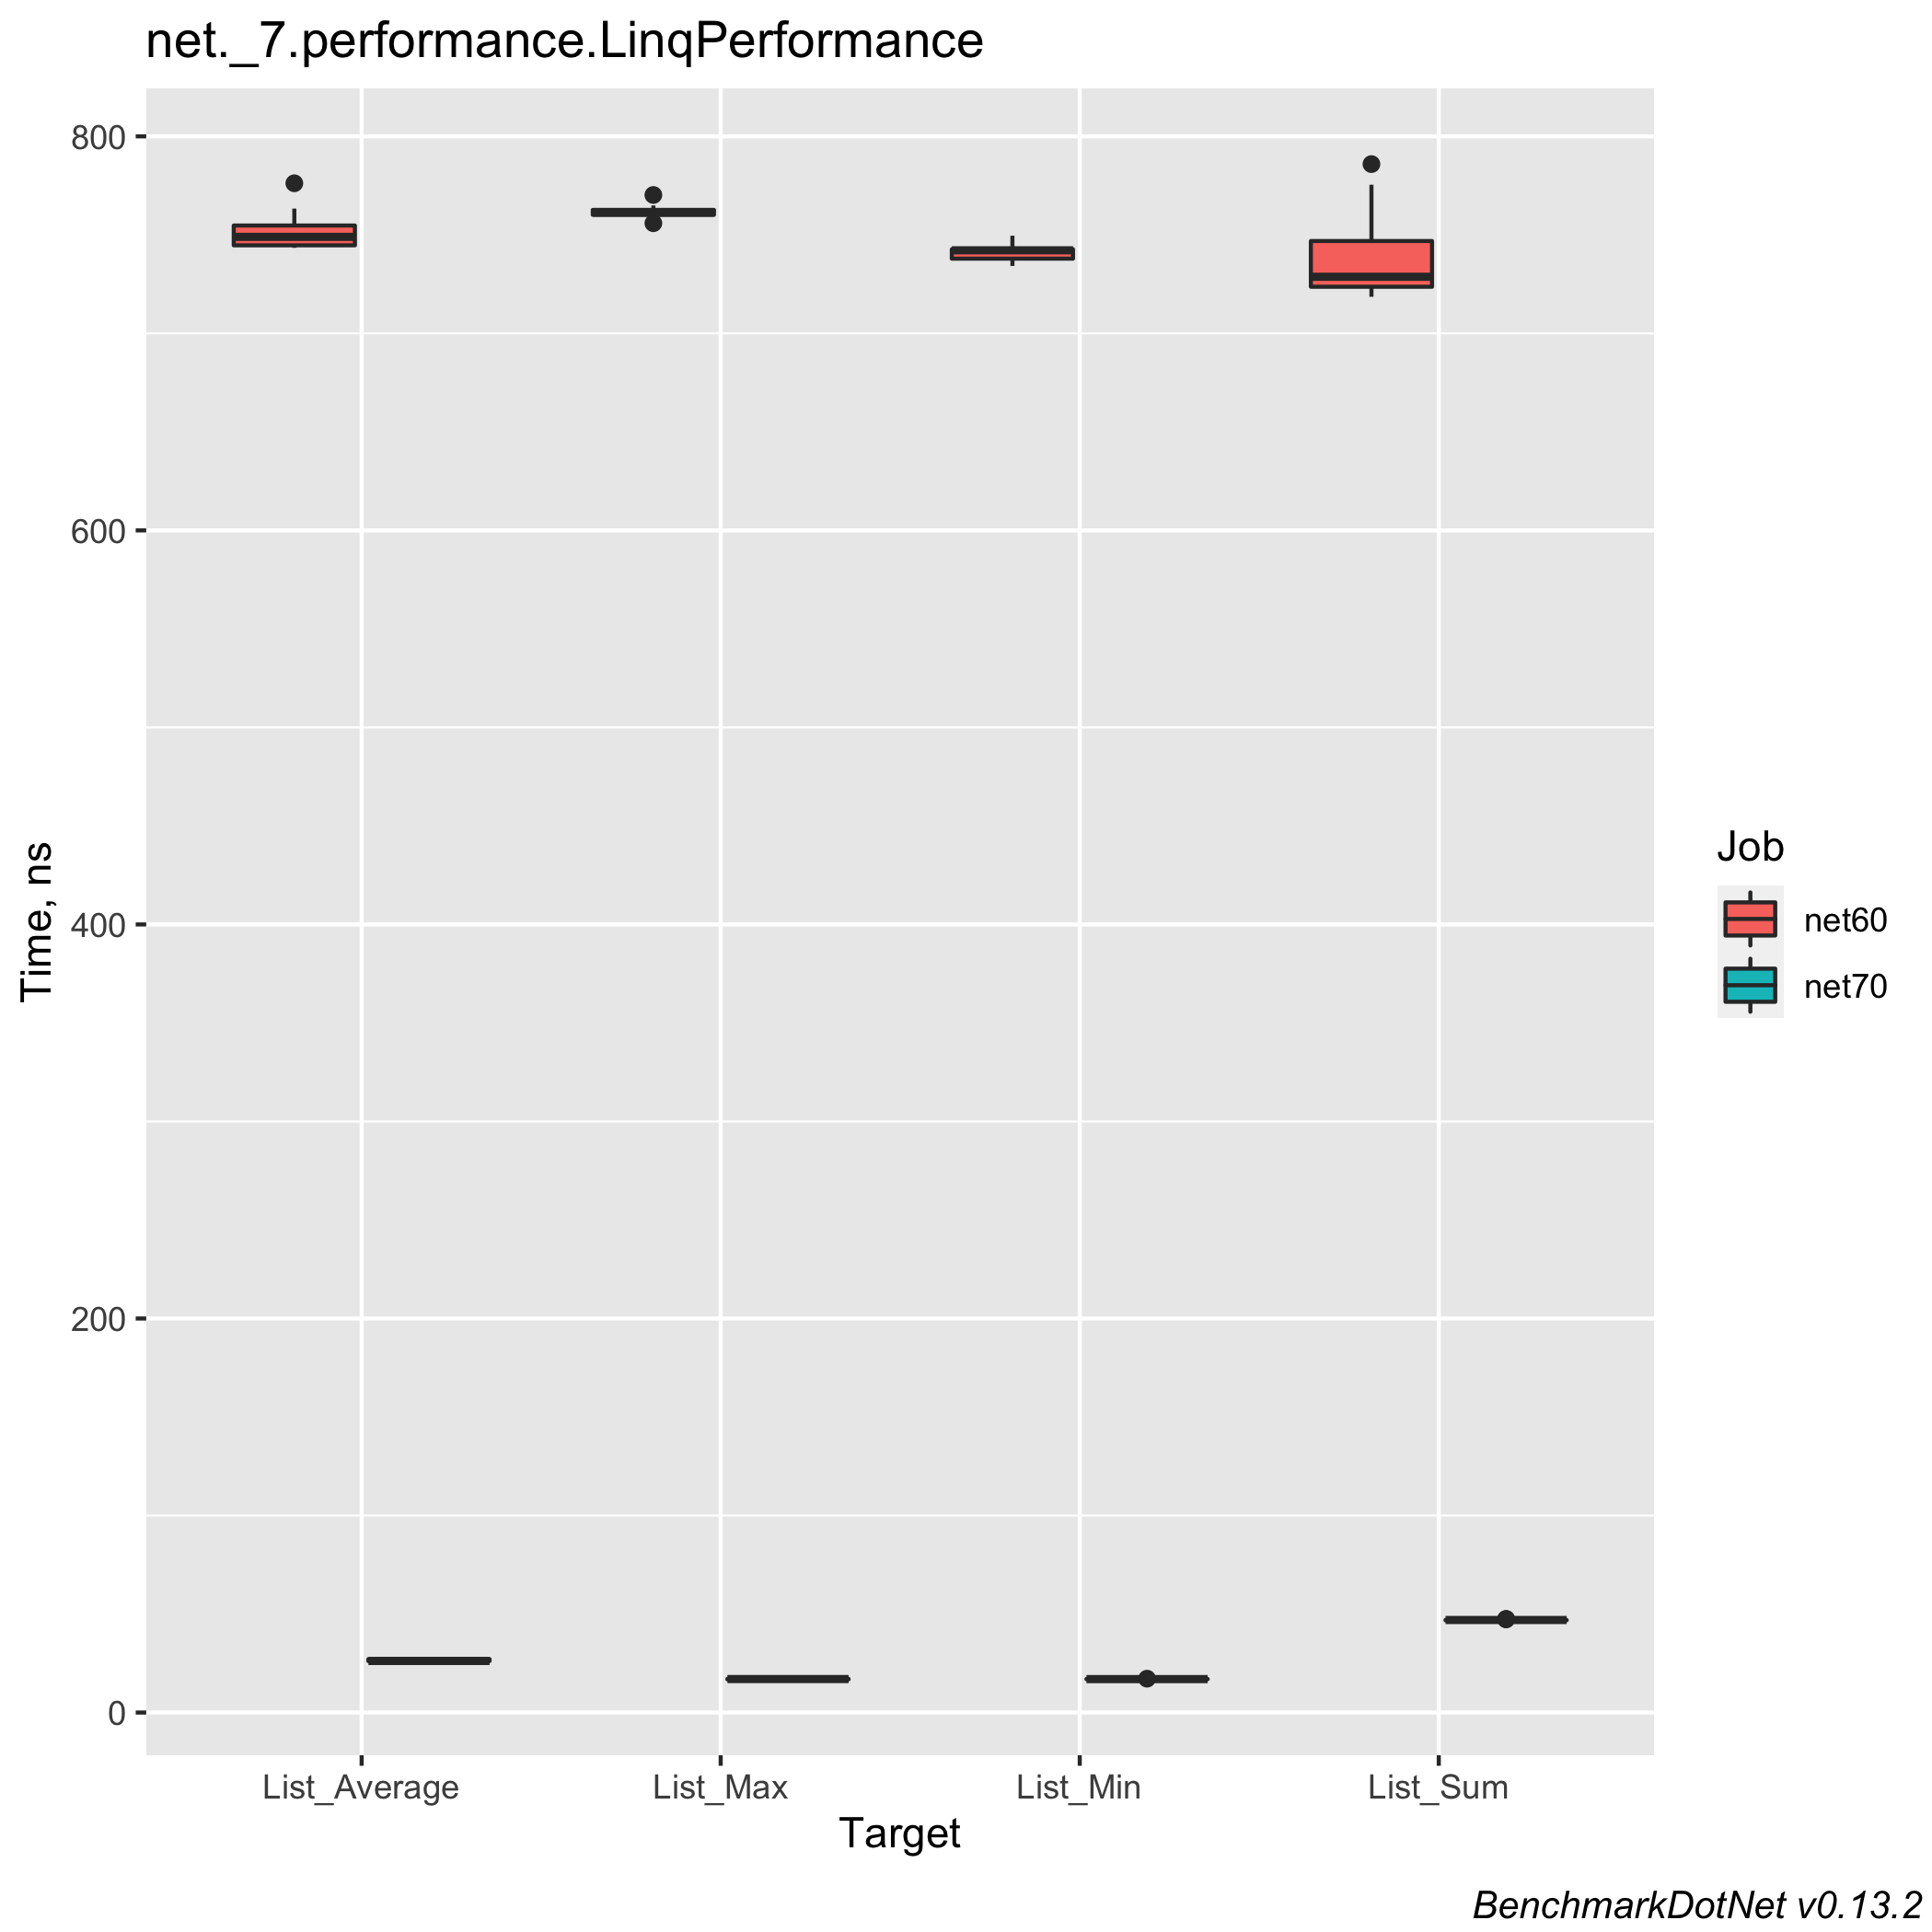 net._7.performance.LinqPerformance
800
600
400
200
0
Time, ns
List_Average
List_Max
List_Min
List_Sum
Target
Job
net60
net70
BenchmarkDotNet v0.13.2